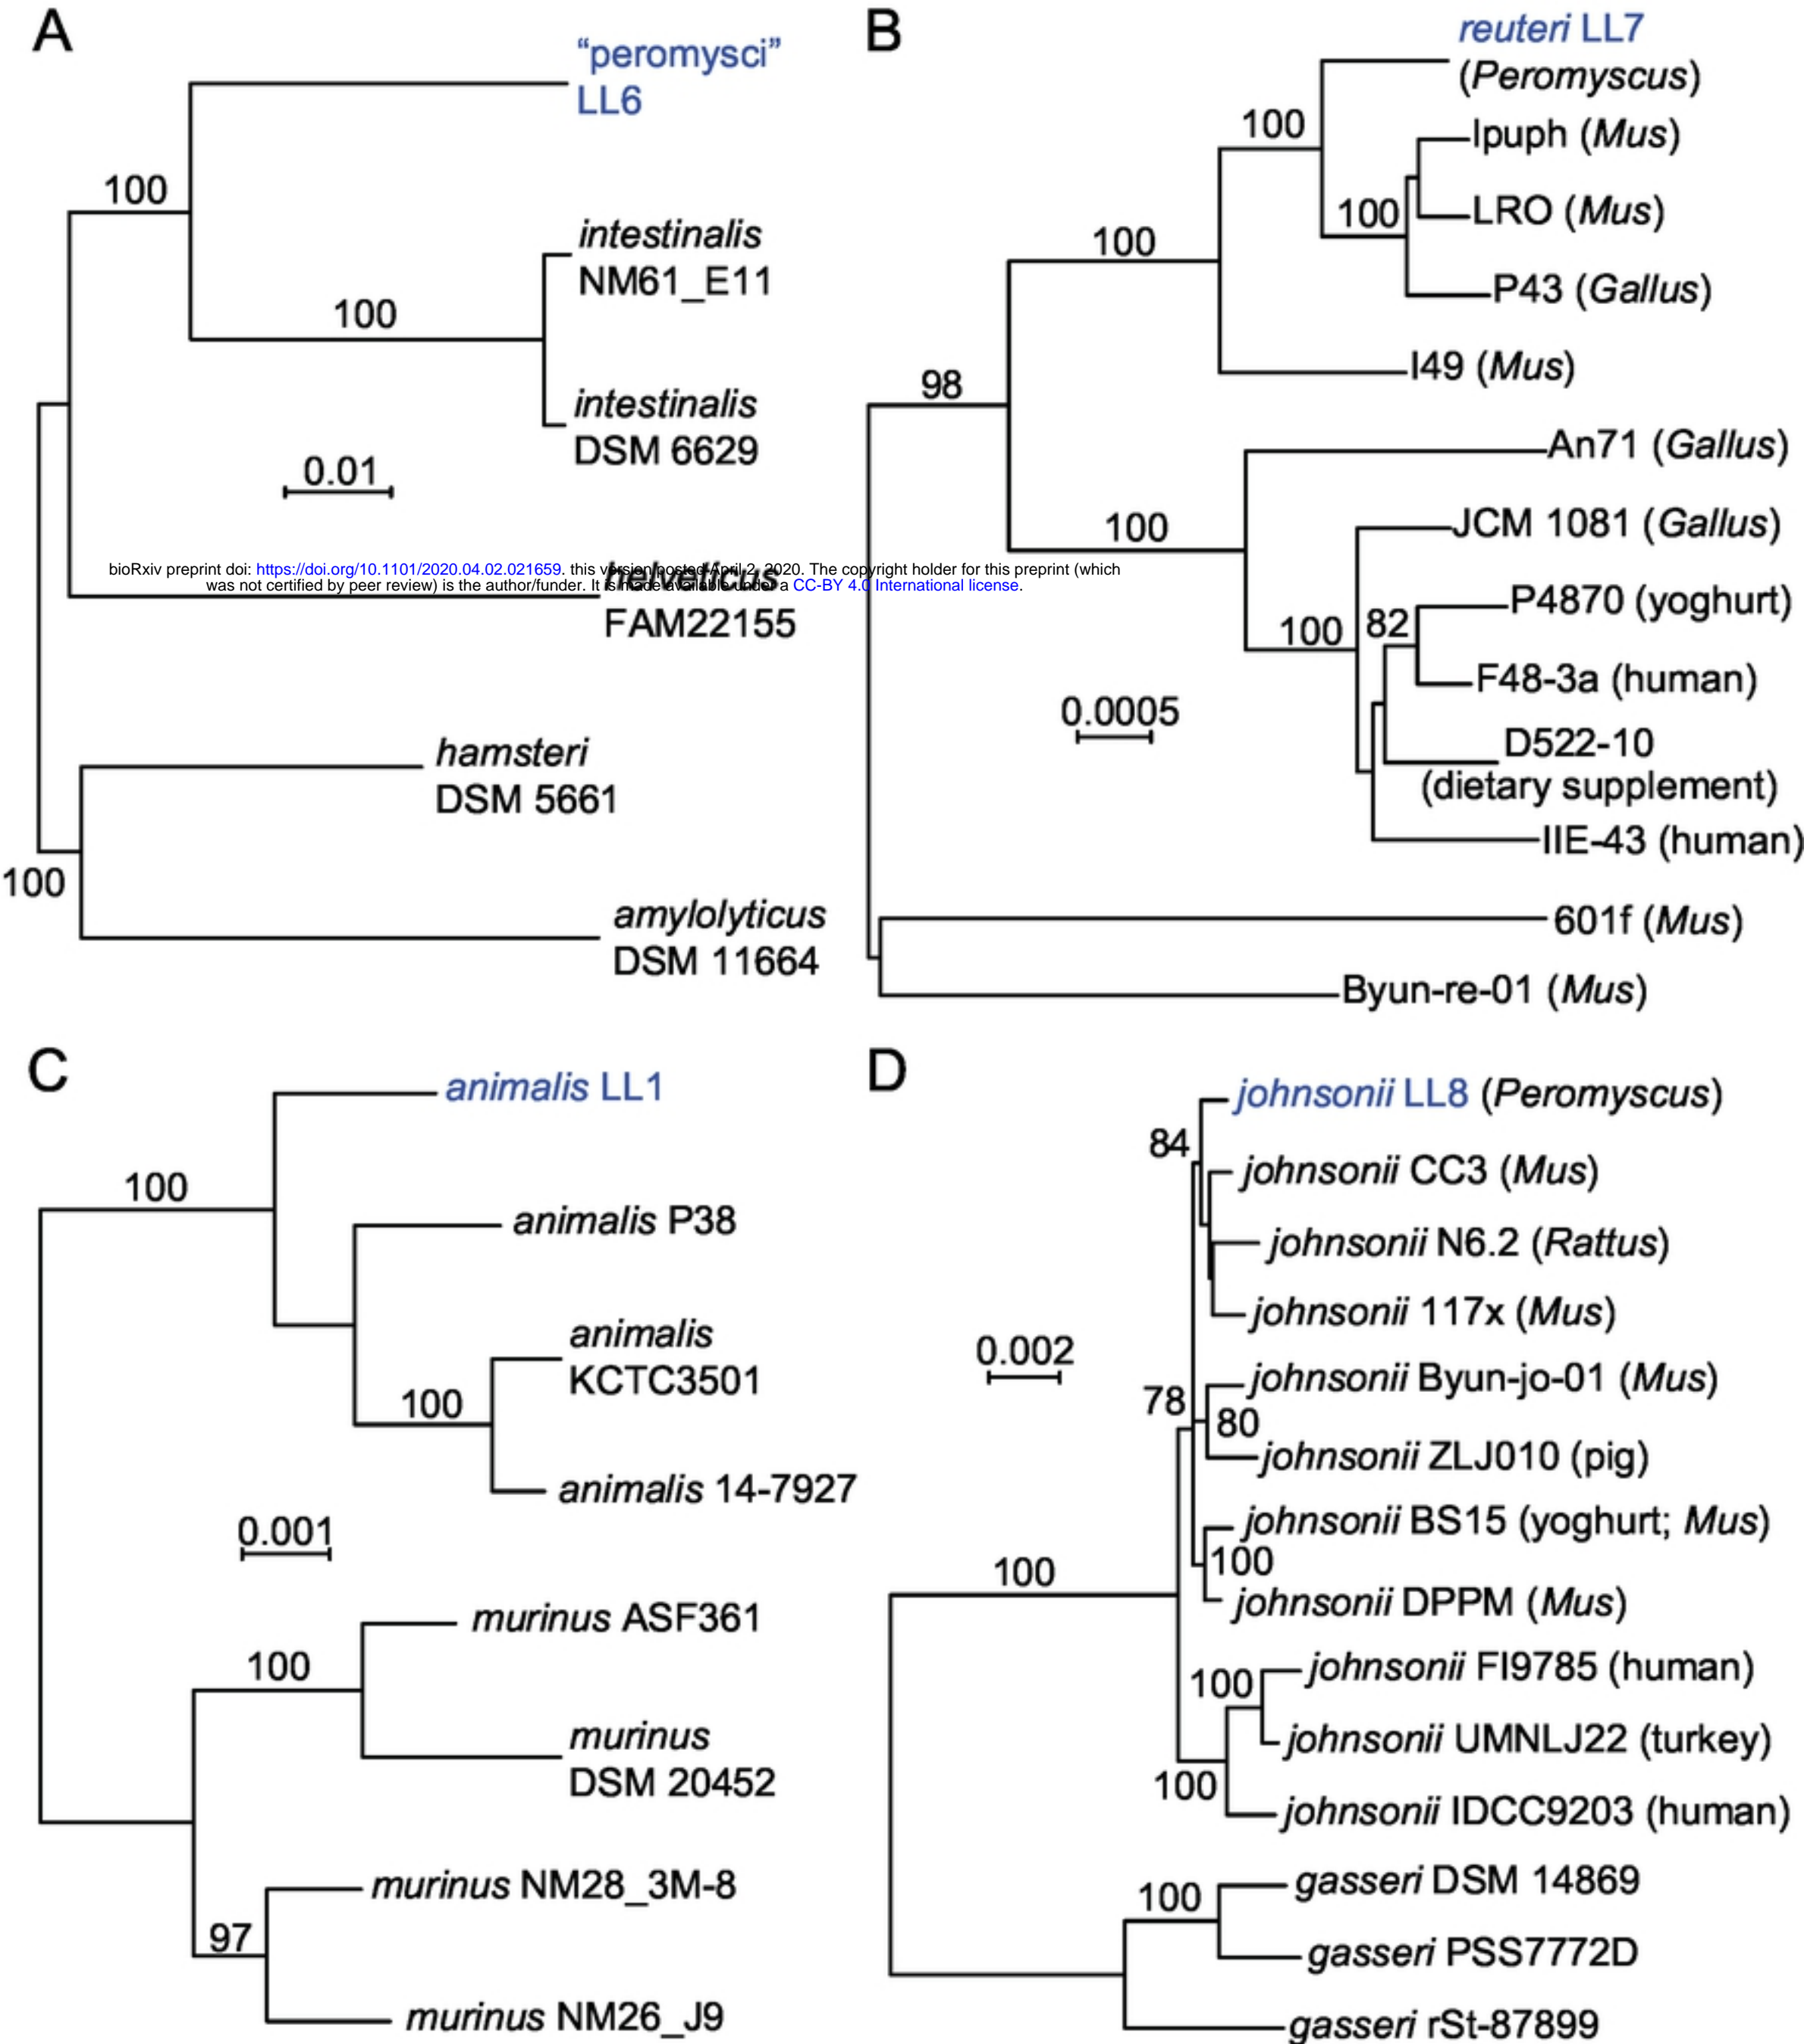 A
“peromysci”
LL6
100
intestinalis
NM61_E11
100
intestinalis
DSM 6629
0.01
helveticus
FAM22155
hamsteri
DSM 5661
100
amylolyticus
DSM 11664
bioRxiv preprint doi: https://doi.org/10.1101/2020.04.02.021659. this version posted April 2, 2020. The copyright holder for this preprint (which
was not certified by peer review) is the author/funder. It is made available under a CC-BY 4.0 International license.
B
reuteri LL7
(Peromyscus)
100
Ipuph (Mus)
100
LRO (Mus)
100
P43 (Gallus)
I49 (Mus)
98
An71 (Gallus)
100
JCM 1081 (Gallus)
P4870 (yoghurt)
100
82
F48-3a (human)
0.0005
D522-10
(dietary supplement)
IIE-43 (human)
601f (Mus)
Byun-re-01 (Mus)
C
animalis LL1
100
animalis P38
animalis
KCTC3501
100
animalis 14-7927
0.001
murinus ASF361
100
murinus
DSM 20452
murinus NM28_3M-8
97
murinus NM26_J9
D
johnsonii LL8 (Peromyscus)
84
johnsonii CC3 (Mus)
johnsonii N6.2 (Rattus)
johnsonii 117x (Mus)
0.002
johnsonii Byun-jo-01 (Mus)
78
80
johnsonii ZLJ010 (pig)
johnsonii BS15 (yoghurt; Mus)
100
100
johnsonii DPPM (Mus)
johnsonii FI9785 (human)
100
johnsonii UMNLJ22 (turkey)
100
johnsonii IDCC9203 (human)
gasseri DSM 14869
100
gasseri PSS7772D
gasseri rSt-87899